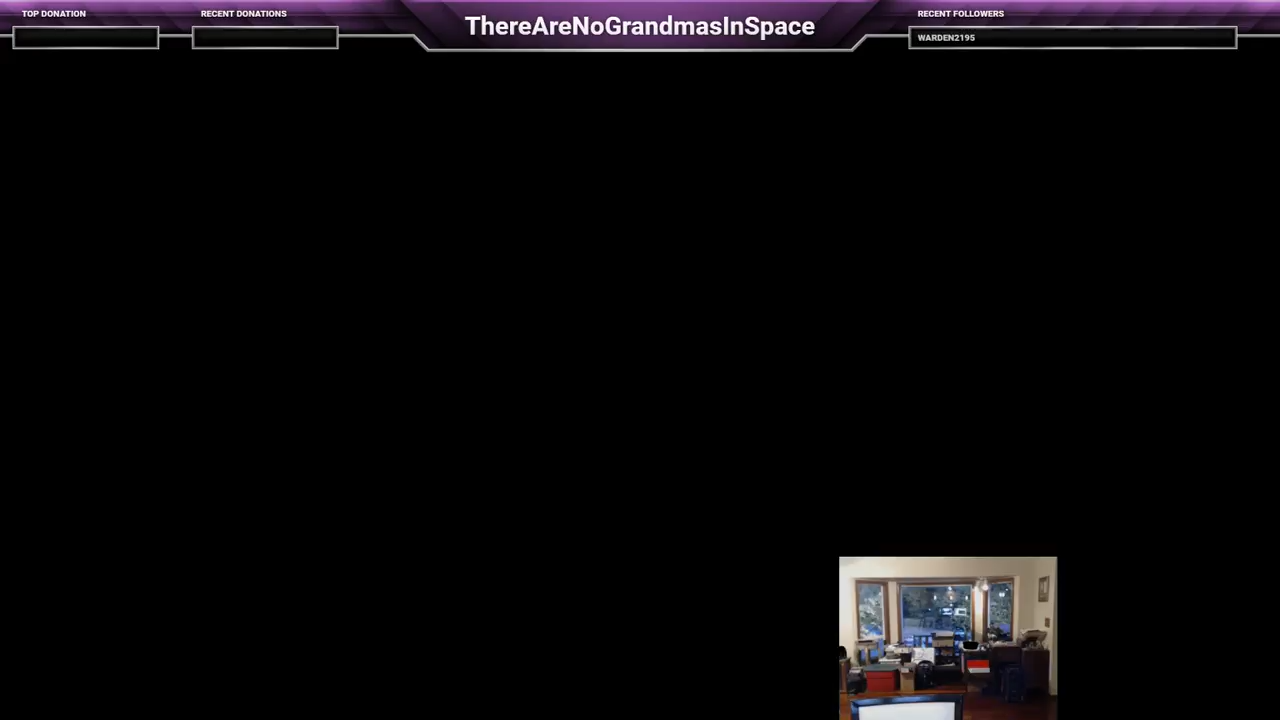 TOP DONATION
RECENT DONATIONS
ThereAreNoGrandmasInSpace
RECENT FOLLOWERS
WARDEN2195